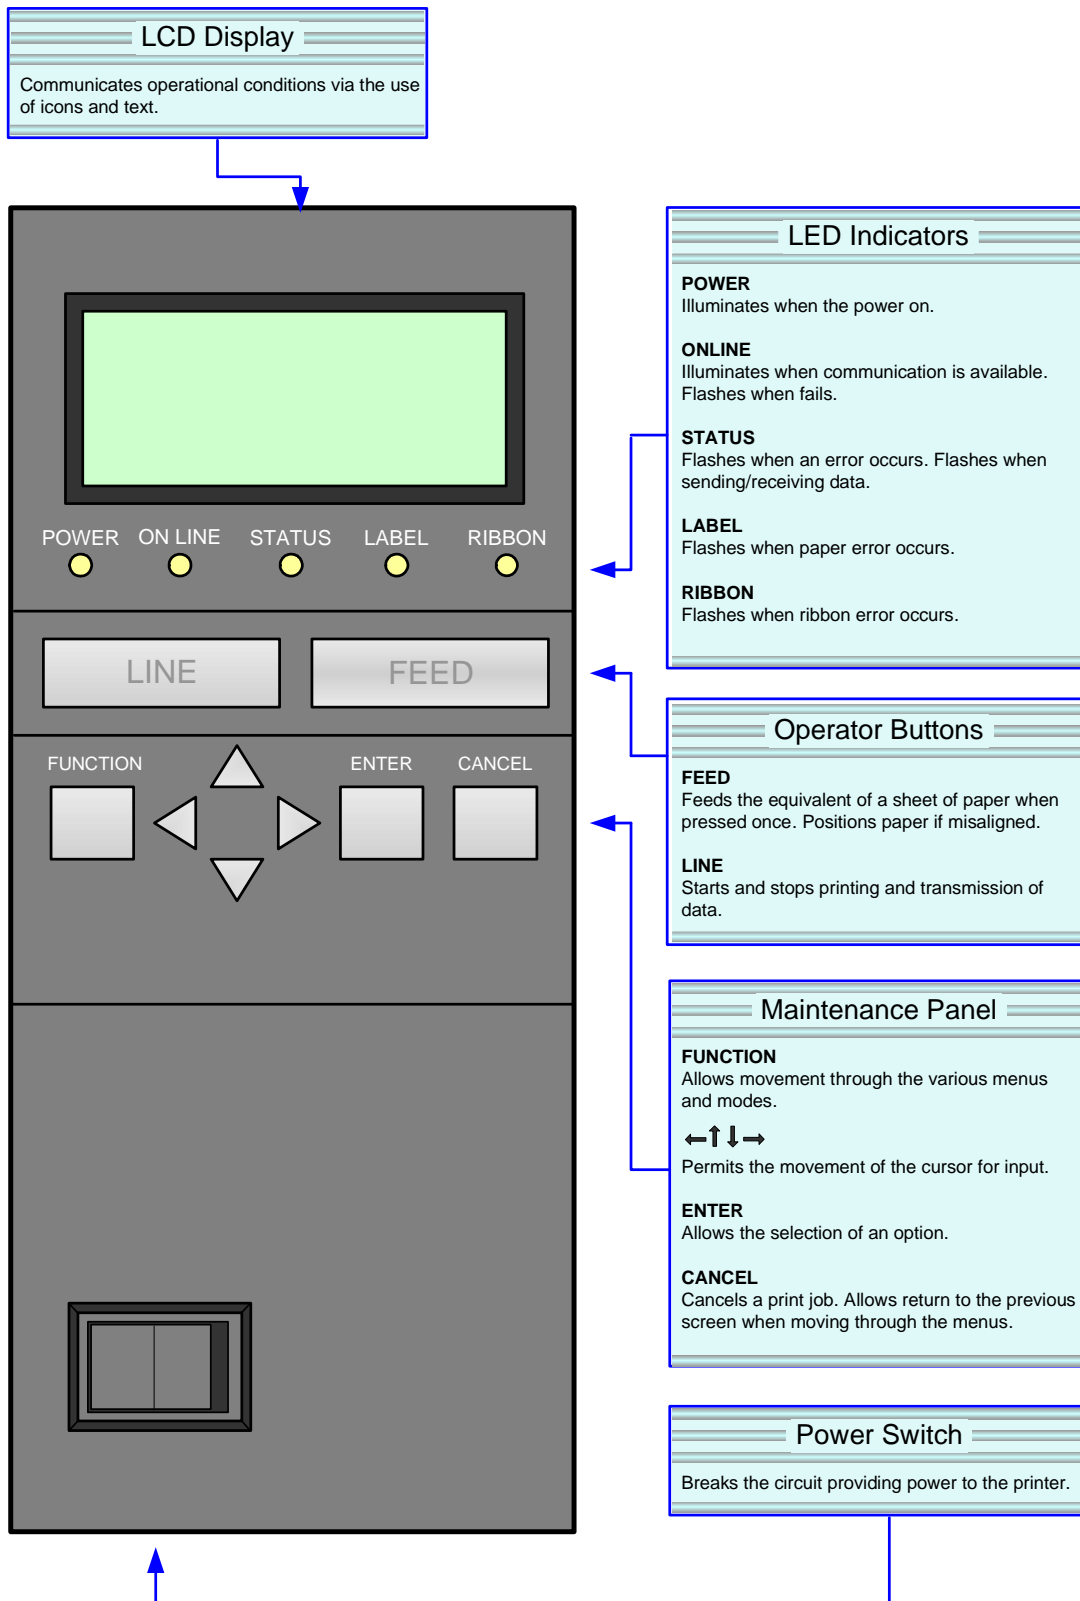 LCD Display
Communicates operational conditions via the use
of icons and text.
POWER ON LINE STATUS LABEL RIBBON
LINE FEED
FUNCTION ENTER CANCEL
LED Indicators
POWER
Illuminates when the power on.
ONLINE
Illuminates when communication is available.
Flashes when fails.
STATUS
Flashes when an error occurs. Flashes when
sending/receiving data.
LABEL
Flashes when paper error occurs.
RIBBON
Flashes when ribbon error occurs.
Operator Buttons
FEED
Feeds the equivalent of a sheet of paper when
pressed once. Positions paper if misaligned.
LINE
Starts and stops printing and transmission of
data.
Maintenance Panel
FUNCTION
Allows movement through the various menus
and modes.
←↑↓→
Permits the movement of the cursor for input.
ENTER
Allows the selection of an option.
CANCEL
Cancels a print job. Allows return to the previous
screen when moving through the menus.
Power Switch
Breaks the circuit providing power to the printer.